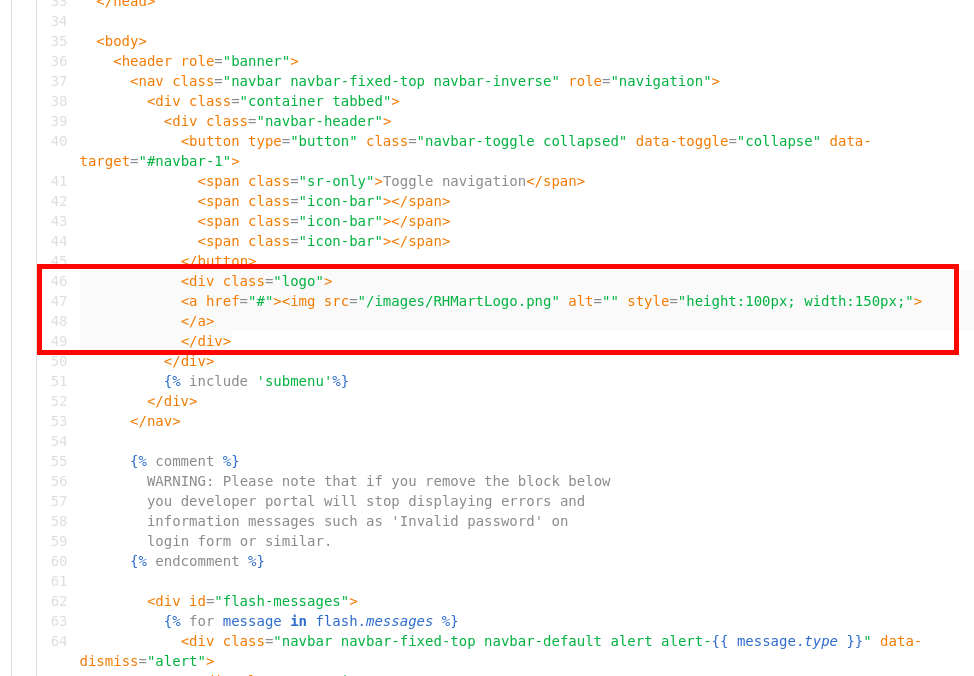 33 </head>
34
35 <body>
36 <header role="banner">
37 <nav class="navbar navbar-fixed-top navbar-inverse" role="navigation">
38 <div class="container tabbed">
39 <div class="navbar-header">
40 <button type="button" class="navbar-toggle collapsed" data-toggle="collapse" data-
target="#navbar-1">
41 <span class="sr-only">Toggle navigation</span>
42 <span class="icon-bar"></span>
43 <span class="icon-bar"></span>
44 <span class="icon-bar"></span>
45 </button>
46 <div class="logo">
47 <a href="#"><img src="/images/RHMartLogo.png" alt="" style="height:100px; width:150px;">
48 </a>
49 </div>
50 </div>
51 {% include 'submenu'%}
52 </div>
53 </nav>
54
55 {% comment %}
56 WARNING: Please note that if you remove the block below
57 you developer portal will stop displaying errors and
58 information messages such as 'Invalid password' on
59 login form or similar.
60 {% endcomment %}
61
62 <div id="flash-messages">
63 {% for message in flash.messages %}
64 <div class="navbar navbar-fixed-top navbar-default alert alert-{{ message.type }}" data-
dismiss="alert">